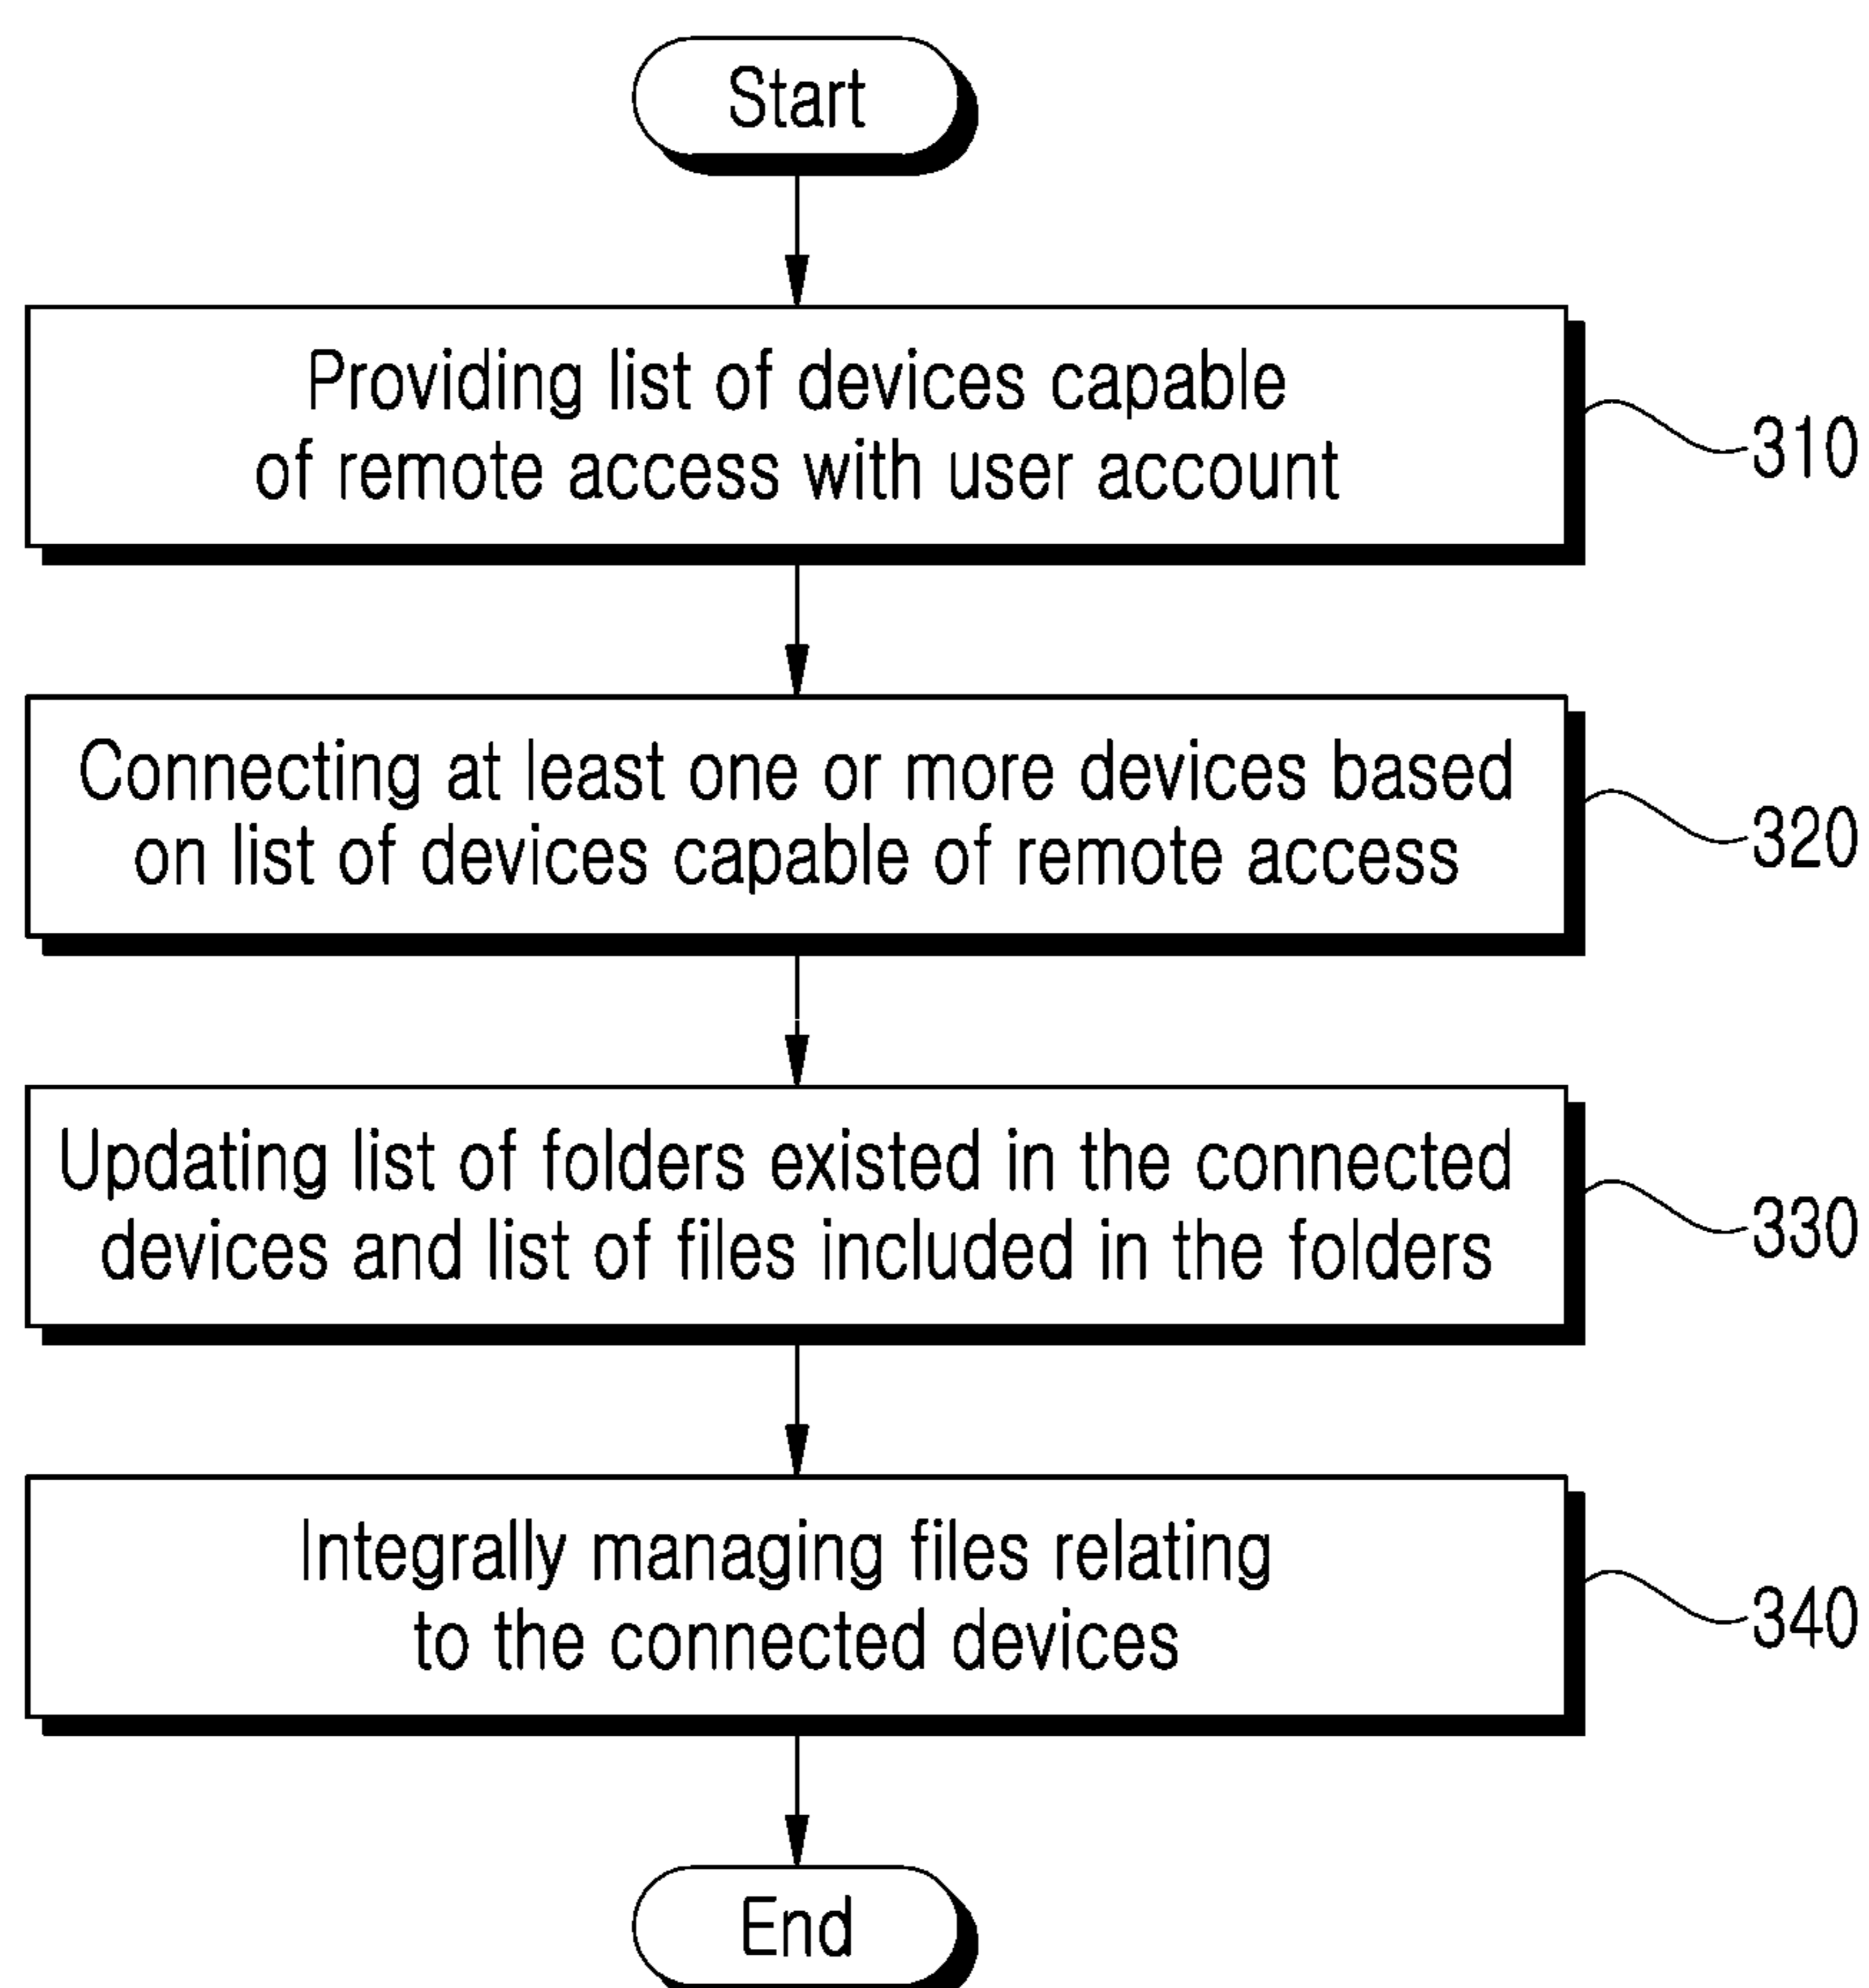 Start
Providing list of devices capable
of remote access with user account
310
Connecting at least one or more devices based
on list of devices capable of remote access
320
Updating list of folders existed in the connected
devices and list of files included in the folders
330
Integrally managing files relating
to the connected devices
340
End